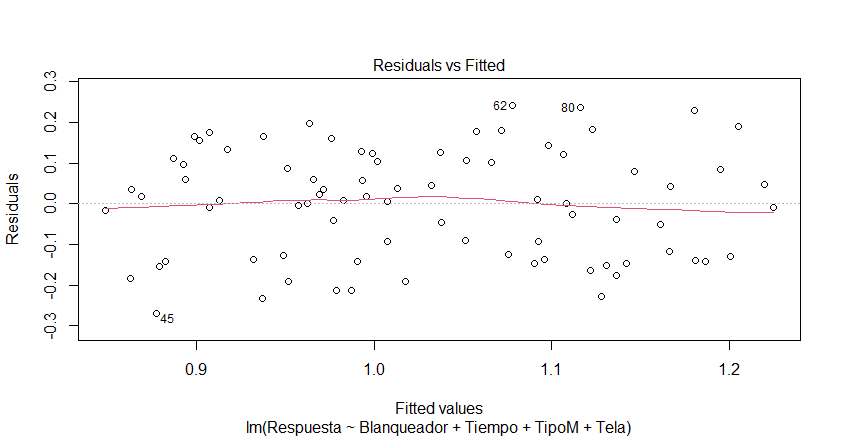 Residuals vs Fitted
0.3
0.2
0.1
0.0
-0.1
-0.2
-0.3
Residuals
62
80
45
0.9 1.0 1.1 1.2
Fitted values
lm(Respuesta ~ Blanqueador + Tiempo + TipoM + Tela)